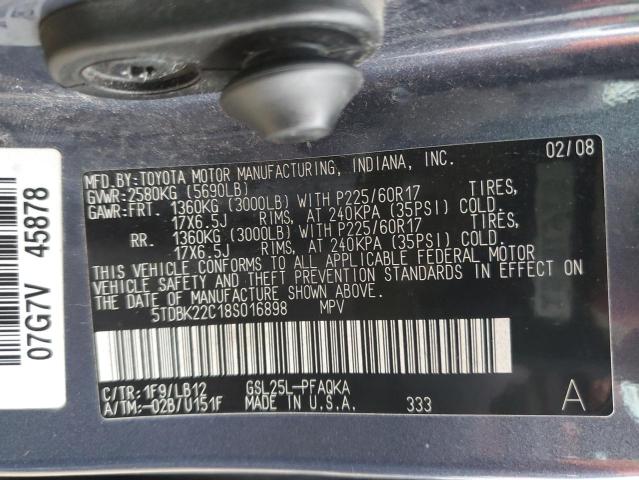 MFD.BY:TOYOTA MOTOR MANUFACTURING, INDIANA, INC. 02/08
GVWR:2580KG (5690LB)
GAWR:FRT. 1360KG (3000LB) WITH P225/60R17 TIRES,
17X6.5J RIMS, AT 240KPA (35PSI) COLD.
RR. 1360KG (3000LB) WITH P225/60R17 TIRES,
17X6.5J RIMS, AT 240KPA (35PSI) COLD.
THIS VEHICLE CONFORMS TO ALL APPLICABLE FEDERAL MOTOR
VEHICLE SAFETY AND THEFT PREVENTION STANDARDS IN EFFECT ON
THE DATE OF MANUFACTURE SHOWN ABOVE.
5TDBK22C18S016898 MPV
C/TR:1F9/LB12 GSL25L-PFAQKA
A/TM:-02B/U151F MADE IN U.S.A. 333 A
07G7V 45878